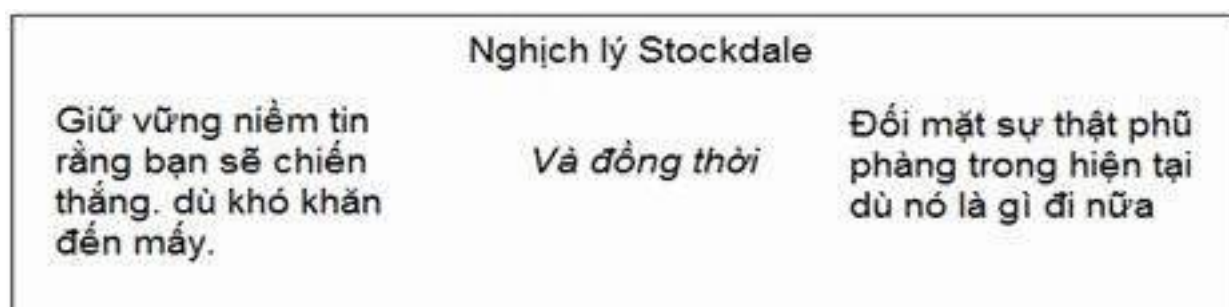 Nghịch lý Stockdale
Giữ vững niềm tin
rằng bạn sẽ chiến
thắng. dù khó khăn
đến mấy.
Và đồng thời
Đối mặt sự thật phũ
phàng trong hiện tại
dù nó là gì đi nữa